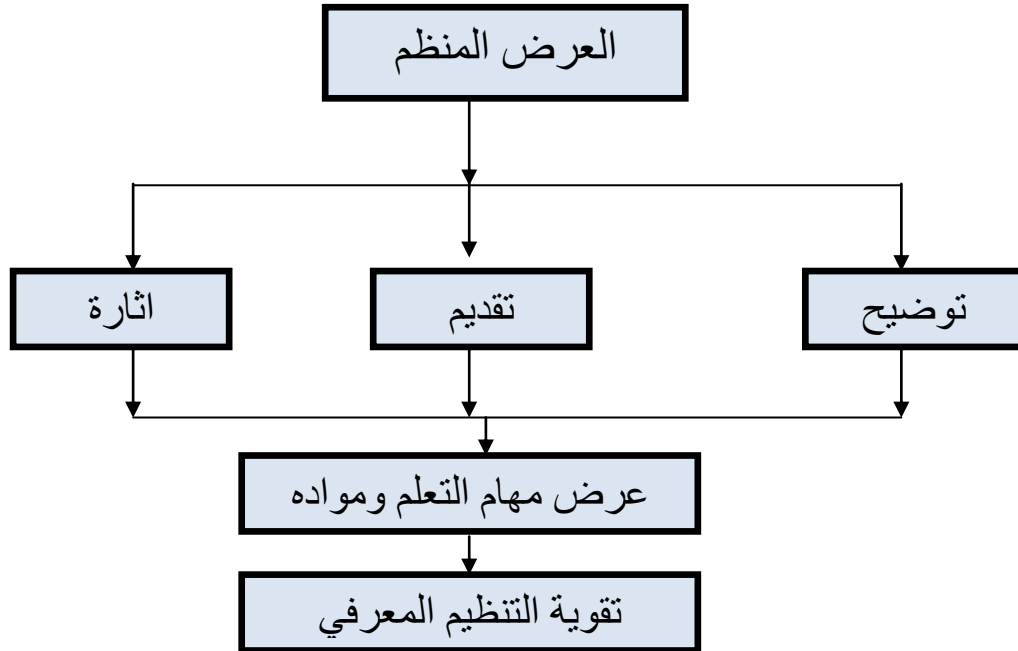 العرض المنظم
توضيح
تقديم
اثارة
عرض مهام التعلم ومواده
تقوية التنظيم المعرفي